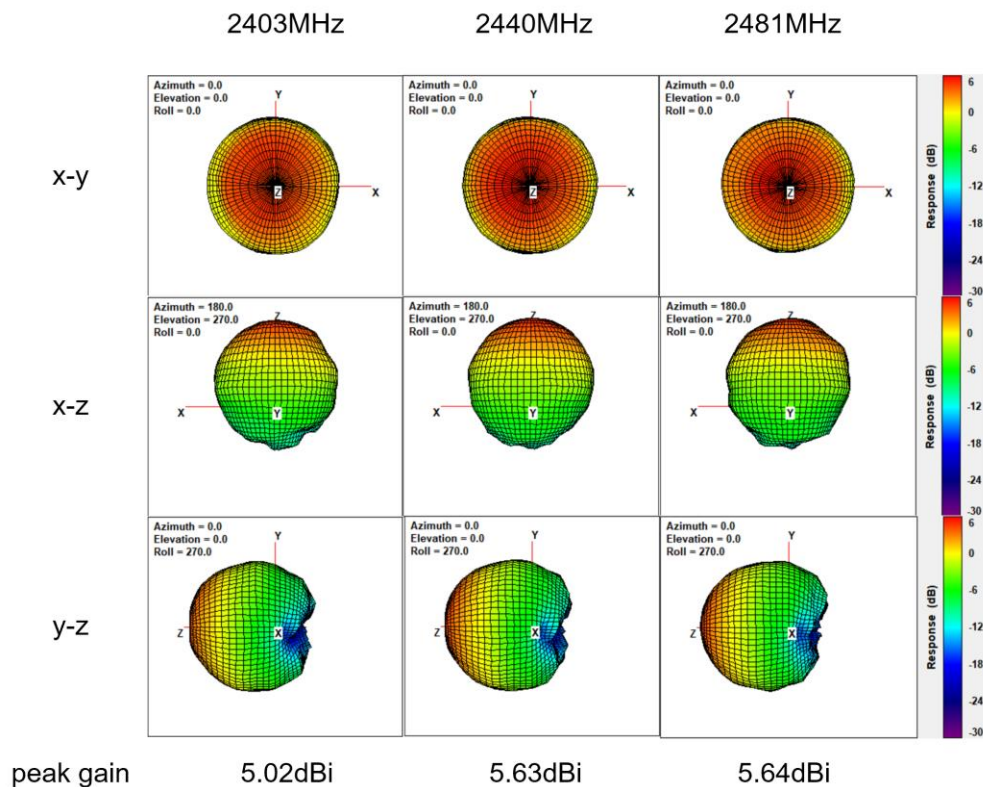 2403MHz 2440MHz 2481MHz
x-y
Azimuth = 0.0
Elevation = 0.0
Roll = 0.0
Y
X
Z
Azimuth = 0.0
Elevation = 0.0
Roll = 0.0
Y
X
Z
Azimuth = 0.0
Elevation = 0.0
Roll = 0.0
Y
X
Z
Response (dB)
6
0
-6
-12
-18
-24
-30
x-z
Azimuth = 180.0
Elevation = 270.0
Roll = 0.0
Z
X
Y
Azimuth = 180.0
Elevation = 270.0
Roll = 0.0
Z
X
Y
Azimuth = 180.0
Elevation = 270.0
Roll = 0.0
Z
X
Y
Response (dB)
6
0
-6
-12
-18
-24
-30
y-z
Azimuth = 0.0
Elevation = 0.0
Roll = 270.0
Y
Z
X
Azimuth = 0.0
Elevation = 0.0
Roll = 270.0
Y
Z
X
Azimuth = 0.0
Elevation = 0.0
Roll = 270.0
Y
Z
X
Response (dB)
6
0
-6
-12
-18
-24
-30
peak gain 5.02dBi 5.63dBi 5.64dBi